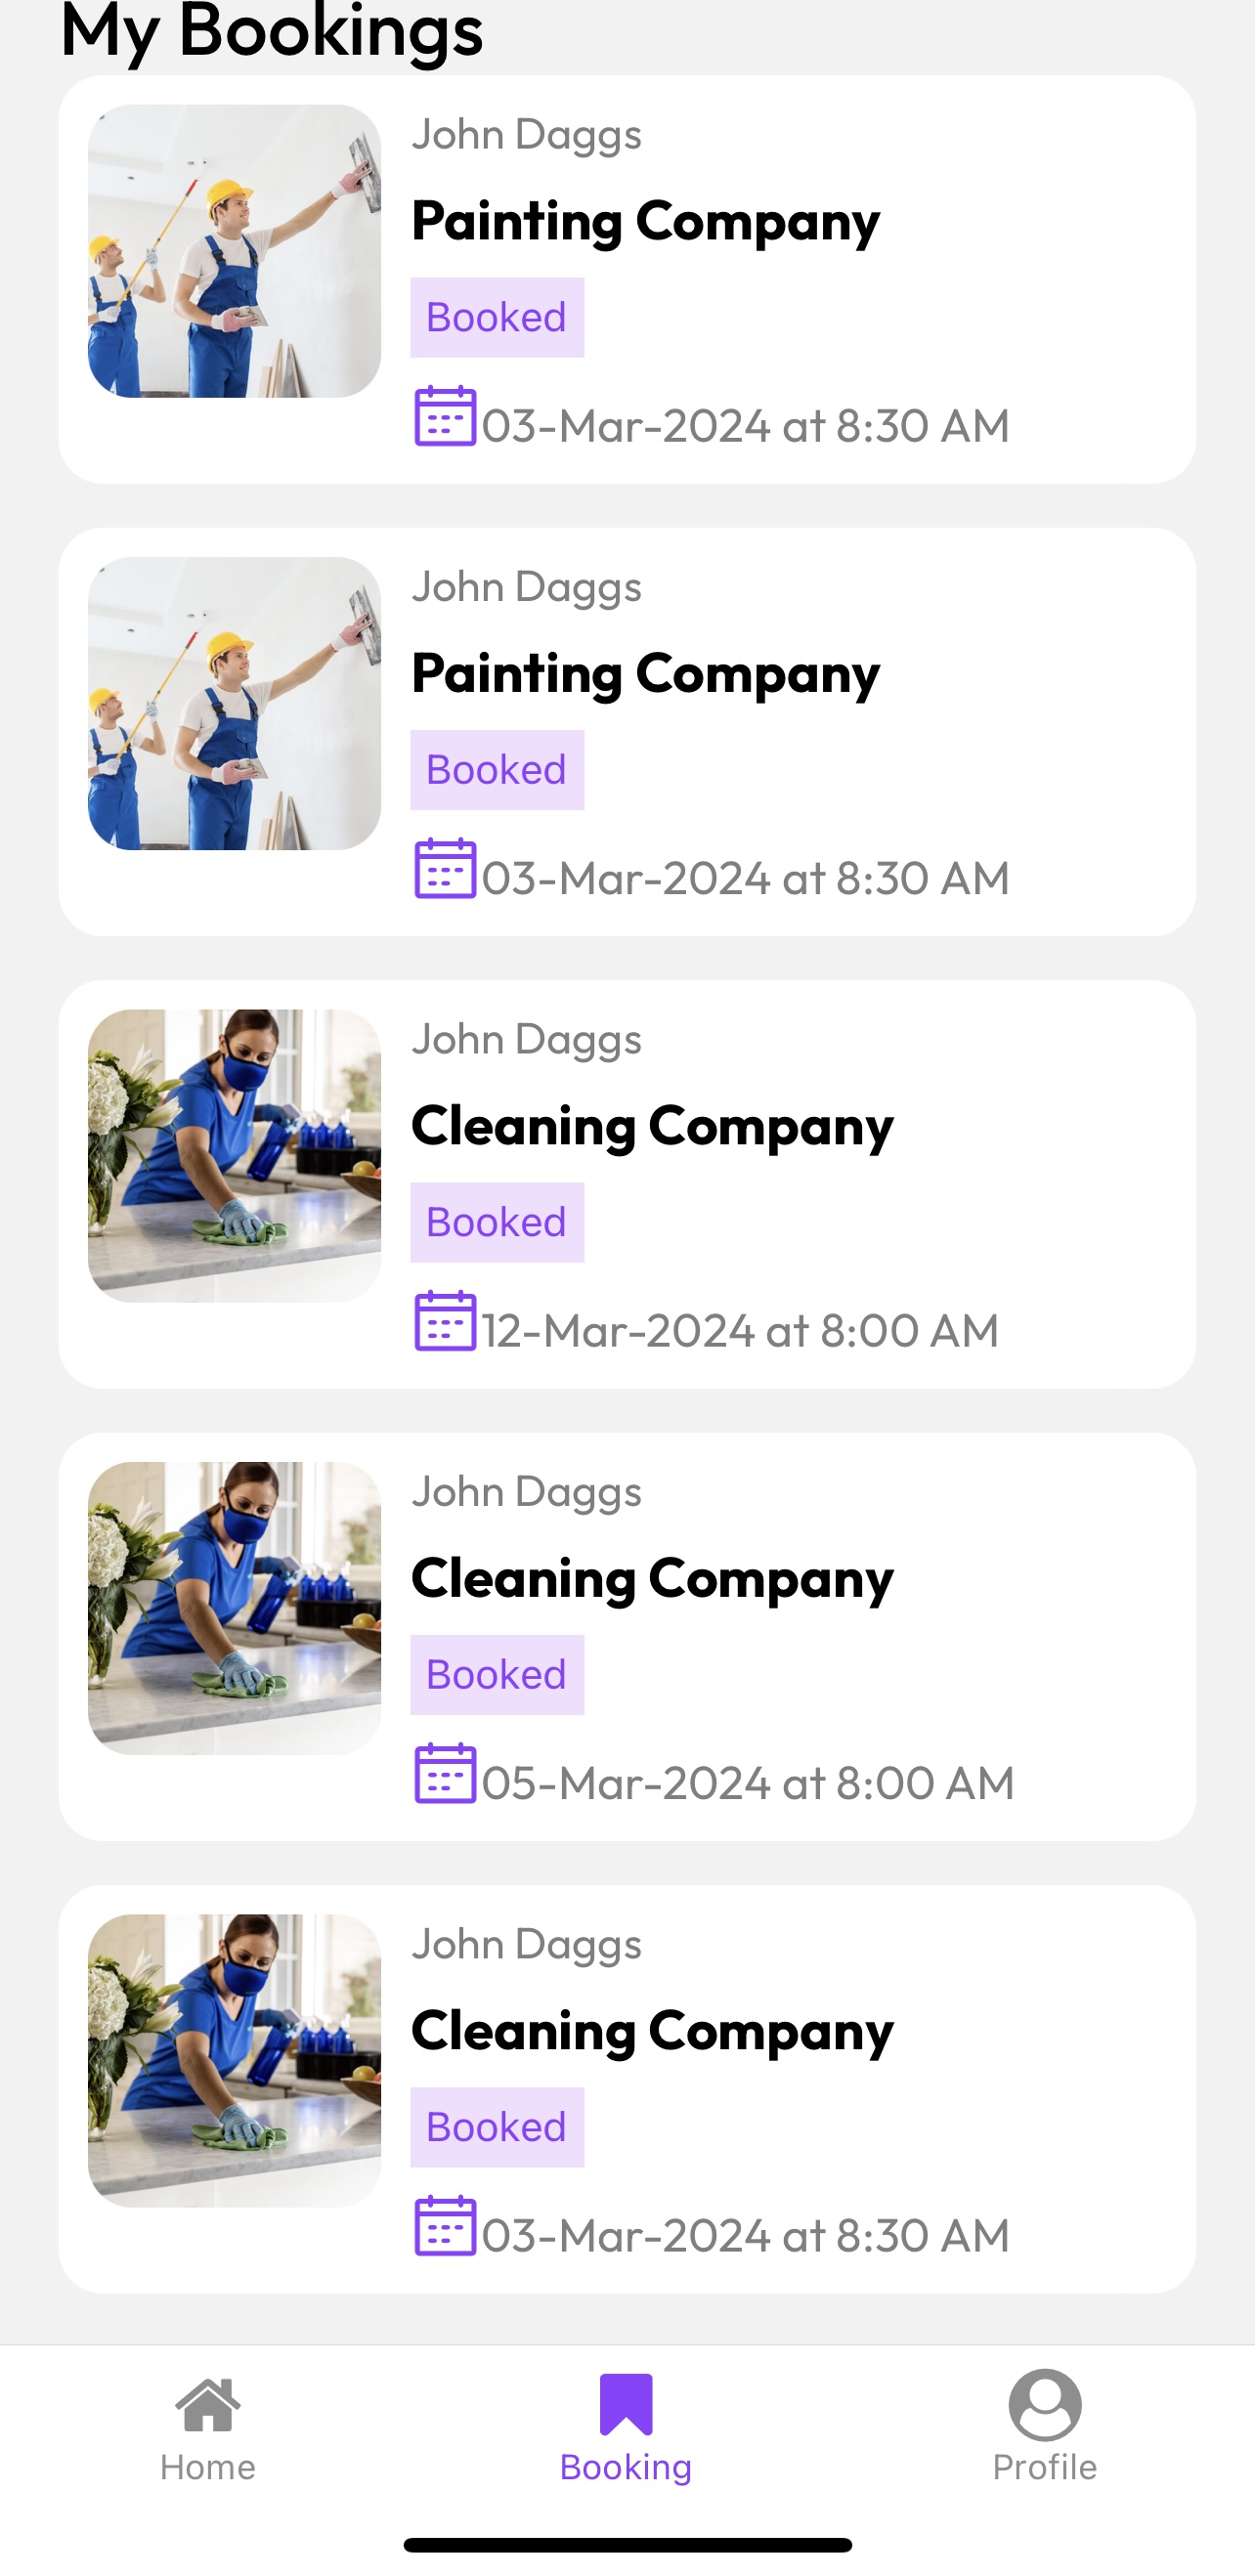 My Bookings
John Daggs
Painting Company
Booked
03-Mar-2024 at 8:30 AM
John Daggs
Painting Company
Booked
03-Mar-2024 at 8:30 AM
John Daggs
Cleaning Company
Booked
12-Mar-2024 at 8:00 AM
John Daggs
Cleaning Company
Booked
05-Mar-2024 at 8:00 AM
John Daggs
Cleaning Company
Booked
03-Mar-2024 at 8:30 AM
Home
Booking
Profile